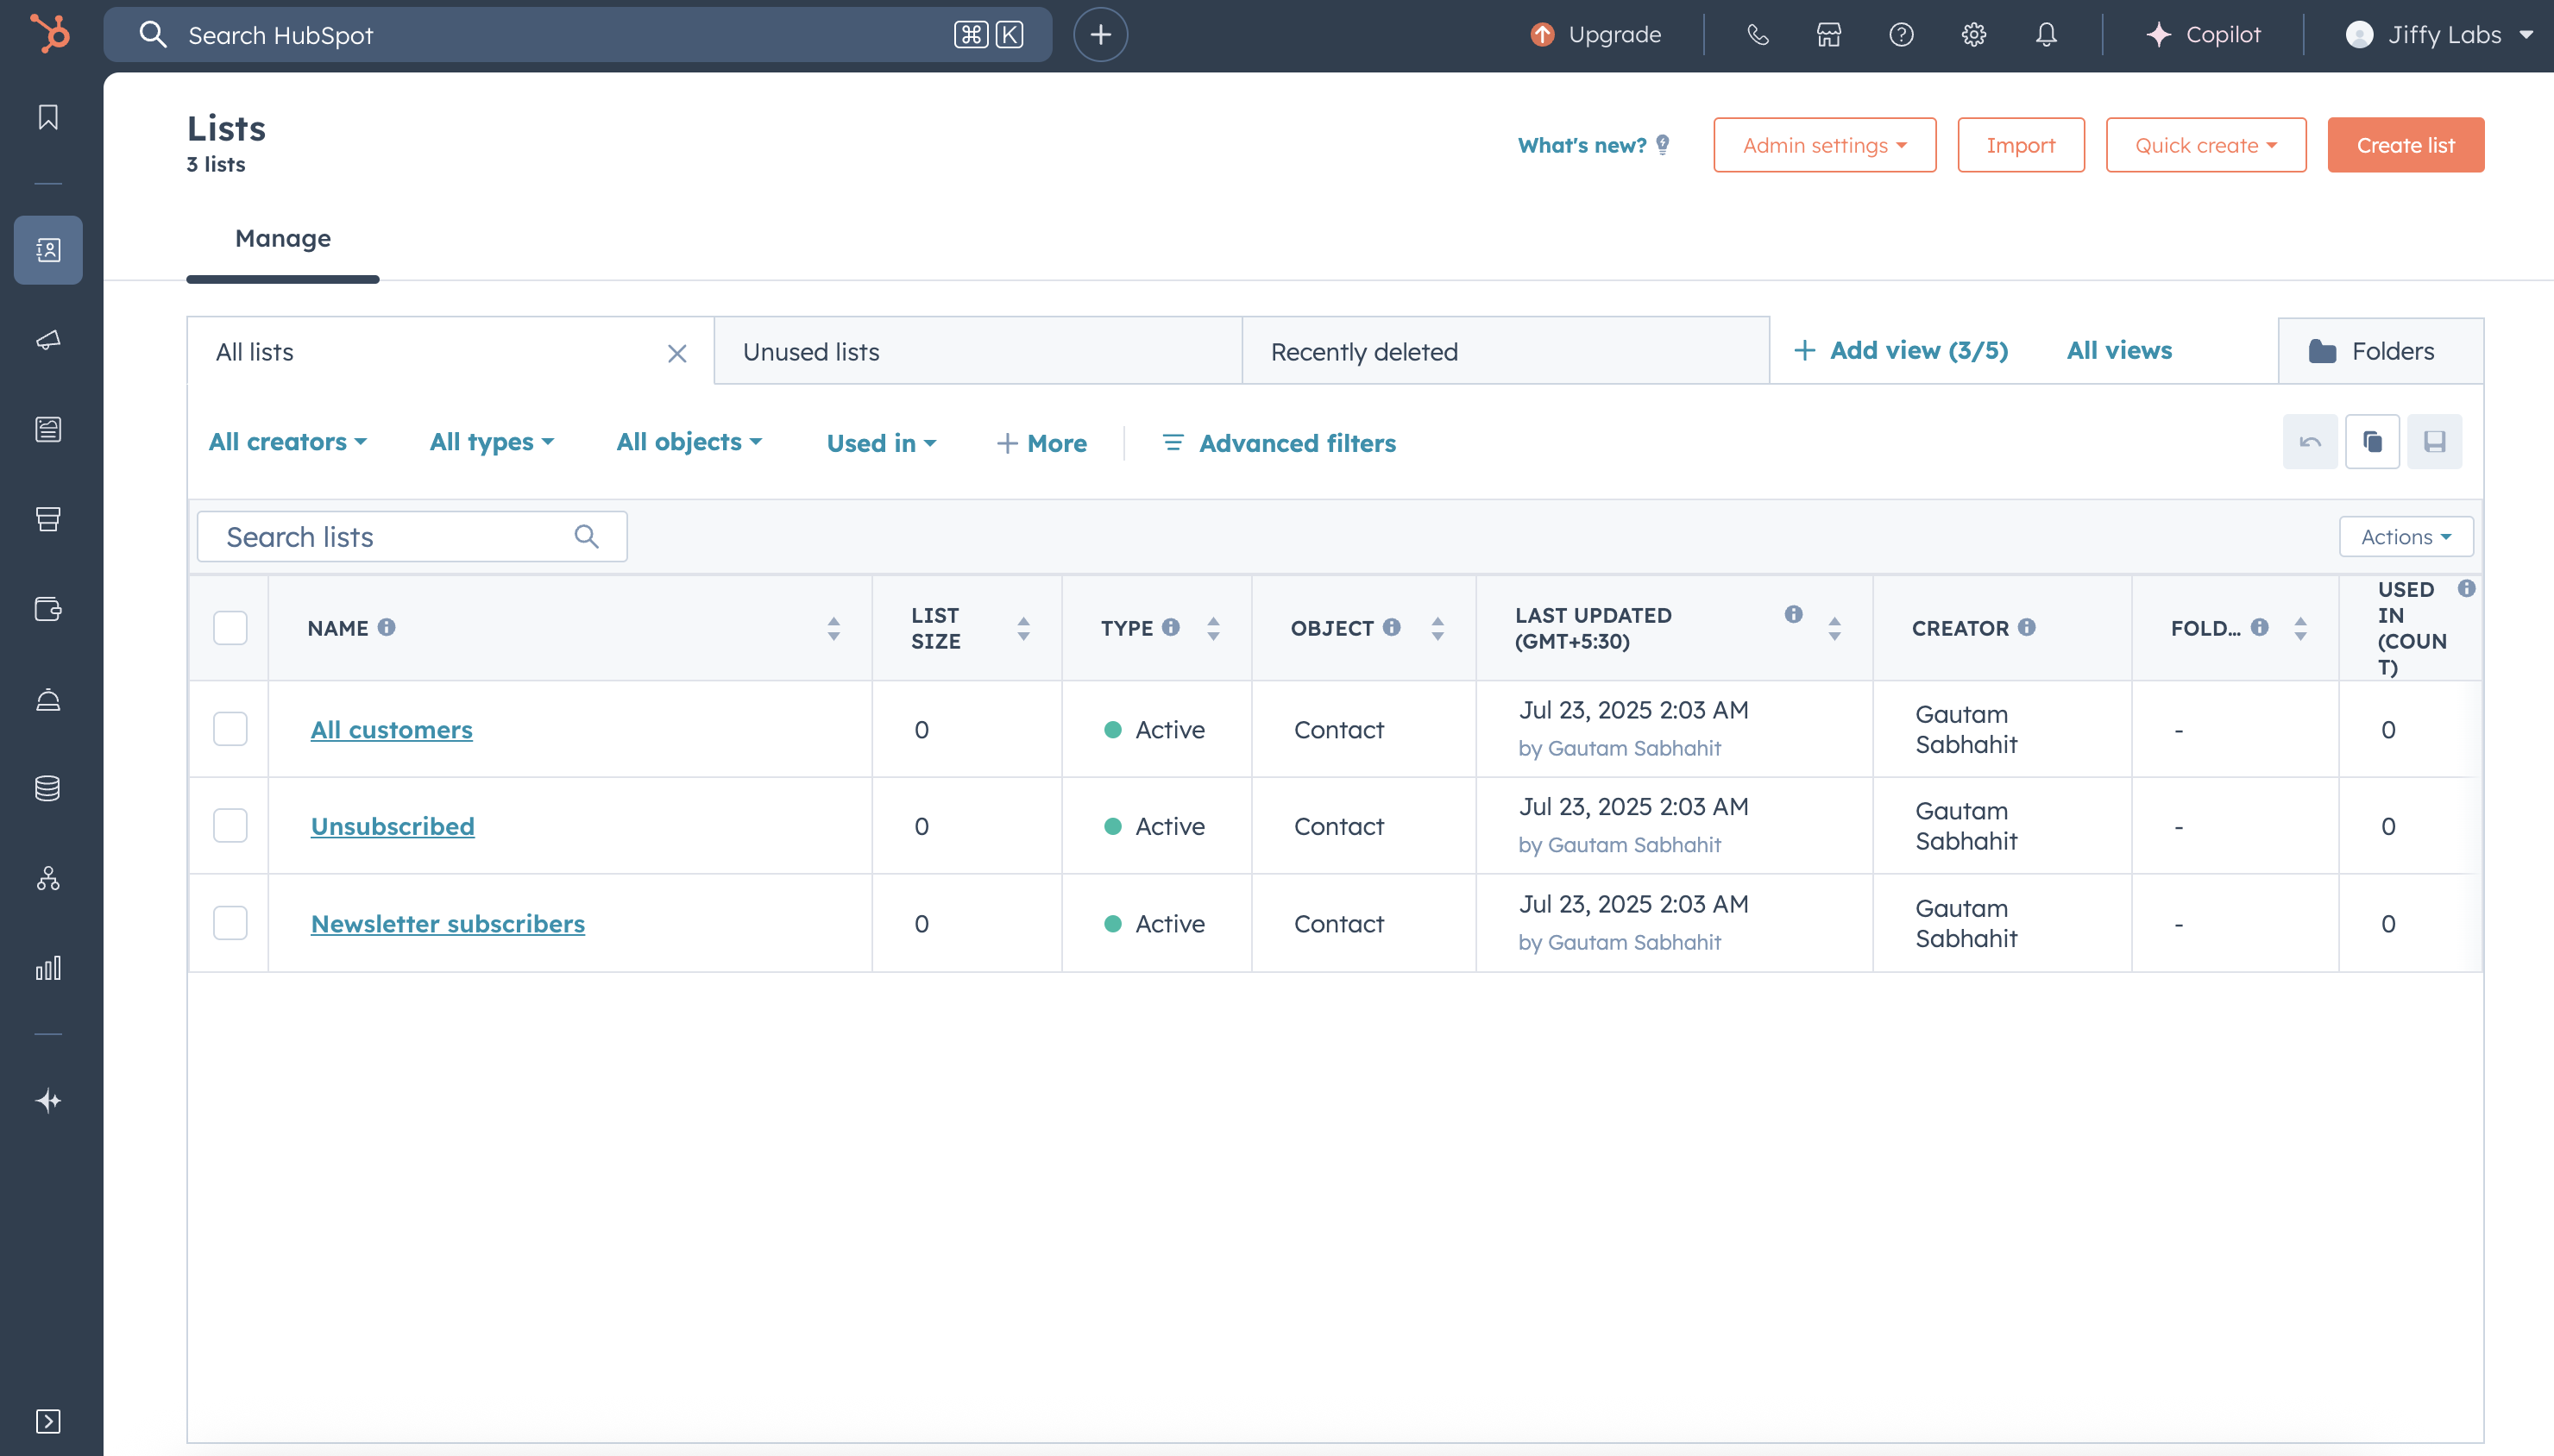 Search HubSpot
⌘ K
Upgrade
Copilot
Jiffy Labs
Lists
3 lists
What's new?
Admin settings
Import
Quick create
Create list
Manage
All lists
Unused lists
Recently deleted
Add view (3/5)
All views
Folders
All creators
All types
All objects
Used in
More
Advanced filters
Search lists
Actions
NAME
LIST
SIZE
TYPE
OBJECT
LAST UPDATED
(GMT+5:30)
CREATOR
FOLD...
USED
IN
(COUN
T)
All customers
0
Active
Contact
Jul 23, 2025 2:03 AM
by Gautam Sabhahit
Gautam
Sabhahit
-
0
Unsubscribed
0
Active
Contact
Jul 23, 2025 2:03 AM
by Gautam Sabhahit
Gautam
Sabhahit
-
0
Newsletter subscribers
0
Active
Contact
Jul 23, 2025 2:03 AM
by Gautam Sabhahit
Gautam
Sabhahit
-
0